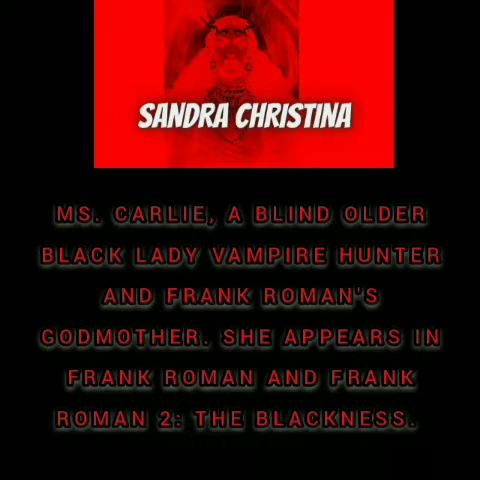 SANDRA CHRISTINA
MS. CARLIE, A BLIND OLDER
BLACK LADY VAMPIRE HUNTER
AND FRANK ROMAN'S
GODMOTHER. SHE APPEARS IN
FRANK ROMAN AND FRANK
ROMAN 2: THE BLACKNESS.